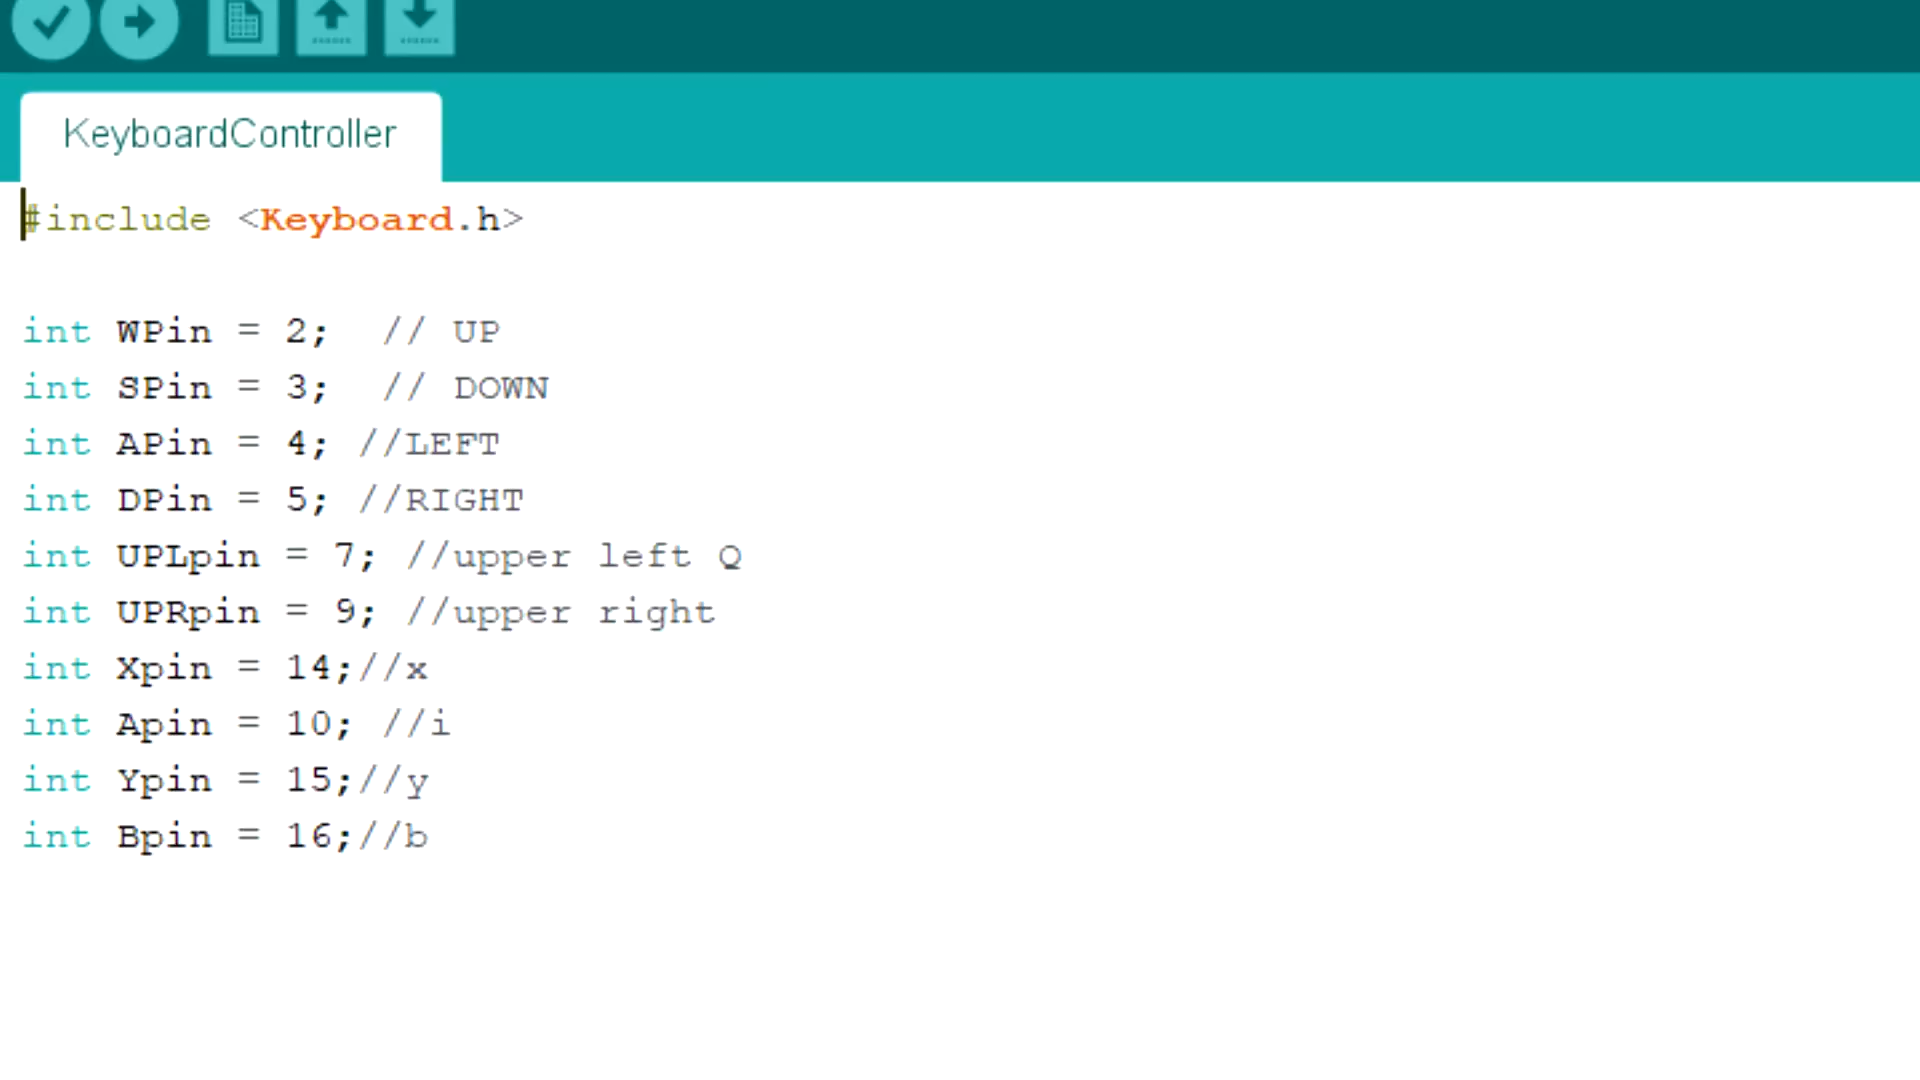 KeyboardController
#include <Keyboard.h>
int WPin = 2;  // UP
int SPin = 3;  // DOWN
int APin = 4; //LEFT
int DPin = 5; //RIGHT
int UPLpin = 7; //upper left Q
int UPRpin = 9; //upper right
int Xpin = 14;//x
int Apin = 10; //i
int Ypin = 15;//y
int Bpin = 16;//b